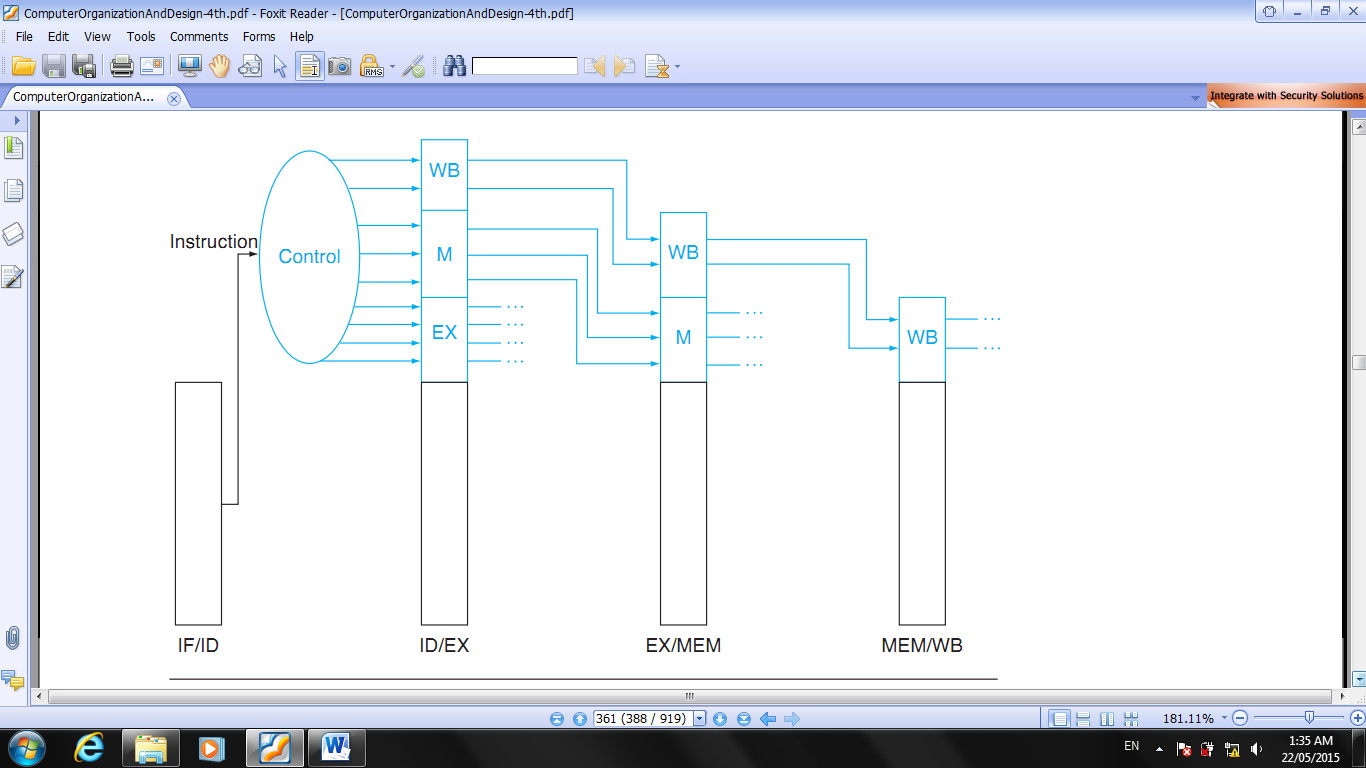 ComputerOrganizationAndDesign-4th.pdf - Foxit Reader - [ComputerOrganizationAndDesign-4th.pdf]
File Edit View Tools Comments Forms Help
RMS
ComputerOrganizationA...
Integrate with Security Solutions
WB
Instruction
Control
M
WB
EX
M
WB
...
...
...
...
...
...
...
...
...
IF/ID
ID/EX
EX/MEM
MEM/WB
361 (388 / 919)
181.11%
EN
1:35 AM
22/05/2015